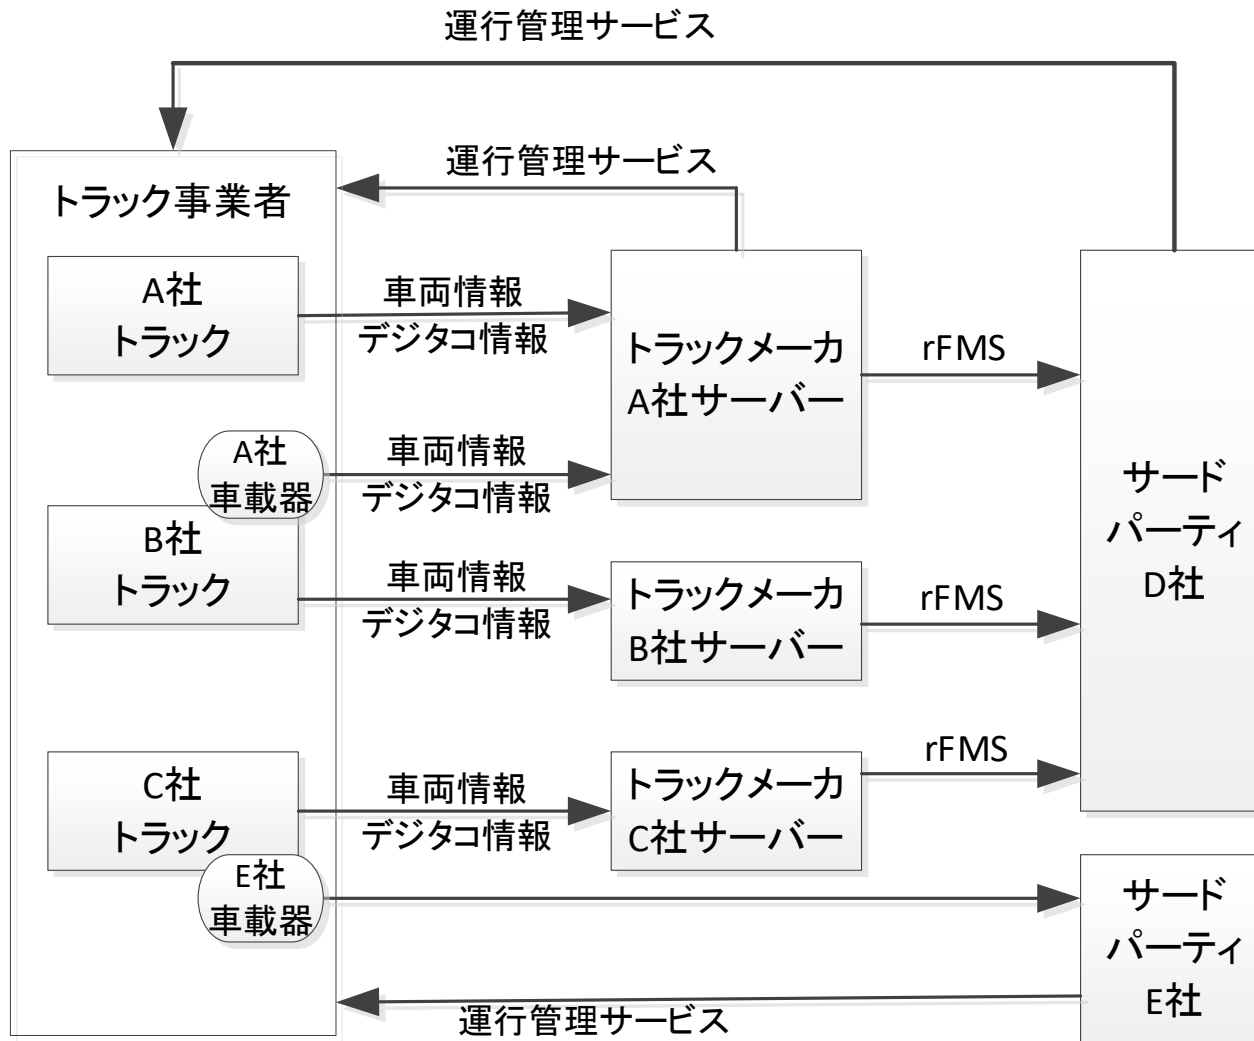 運行管理サービス
運行管理サービス
トラック事業者
A社
トラック
車両情報
デジタコ情報
トラックメーカ
A社サーバー
rFMS
A社
車載器
車両情報
デジタコ情報
サード
パーティ
D社
B社
トラック
車両情報
デジタコ情報
トラックメーカ
B社サーバー
rFMS
C社
トラック
車両情報
デジタコ情報
トラックメーカ
C社サーバー
rFMS
E社
車載器
サード
パーティ
E社
運行管理サービス